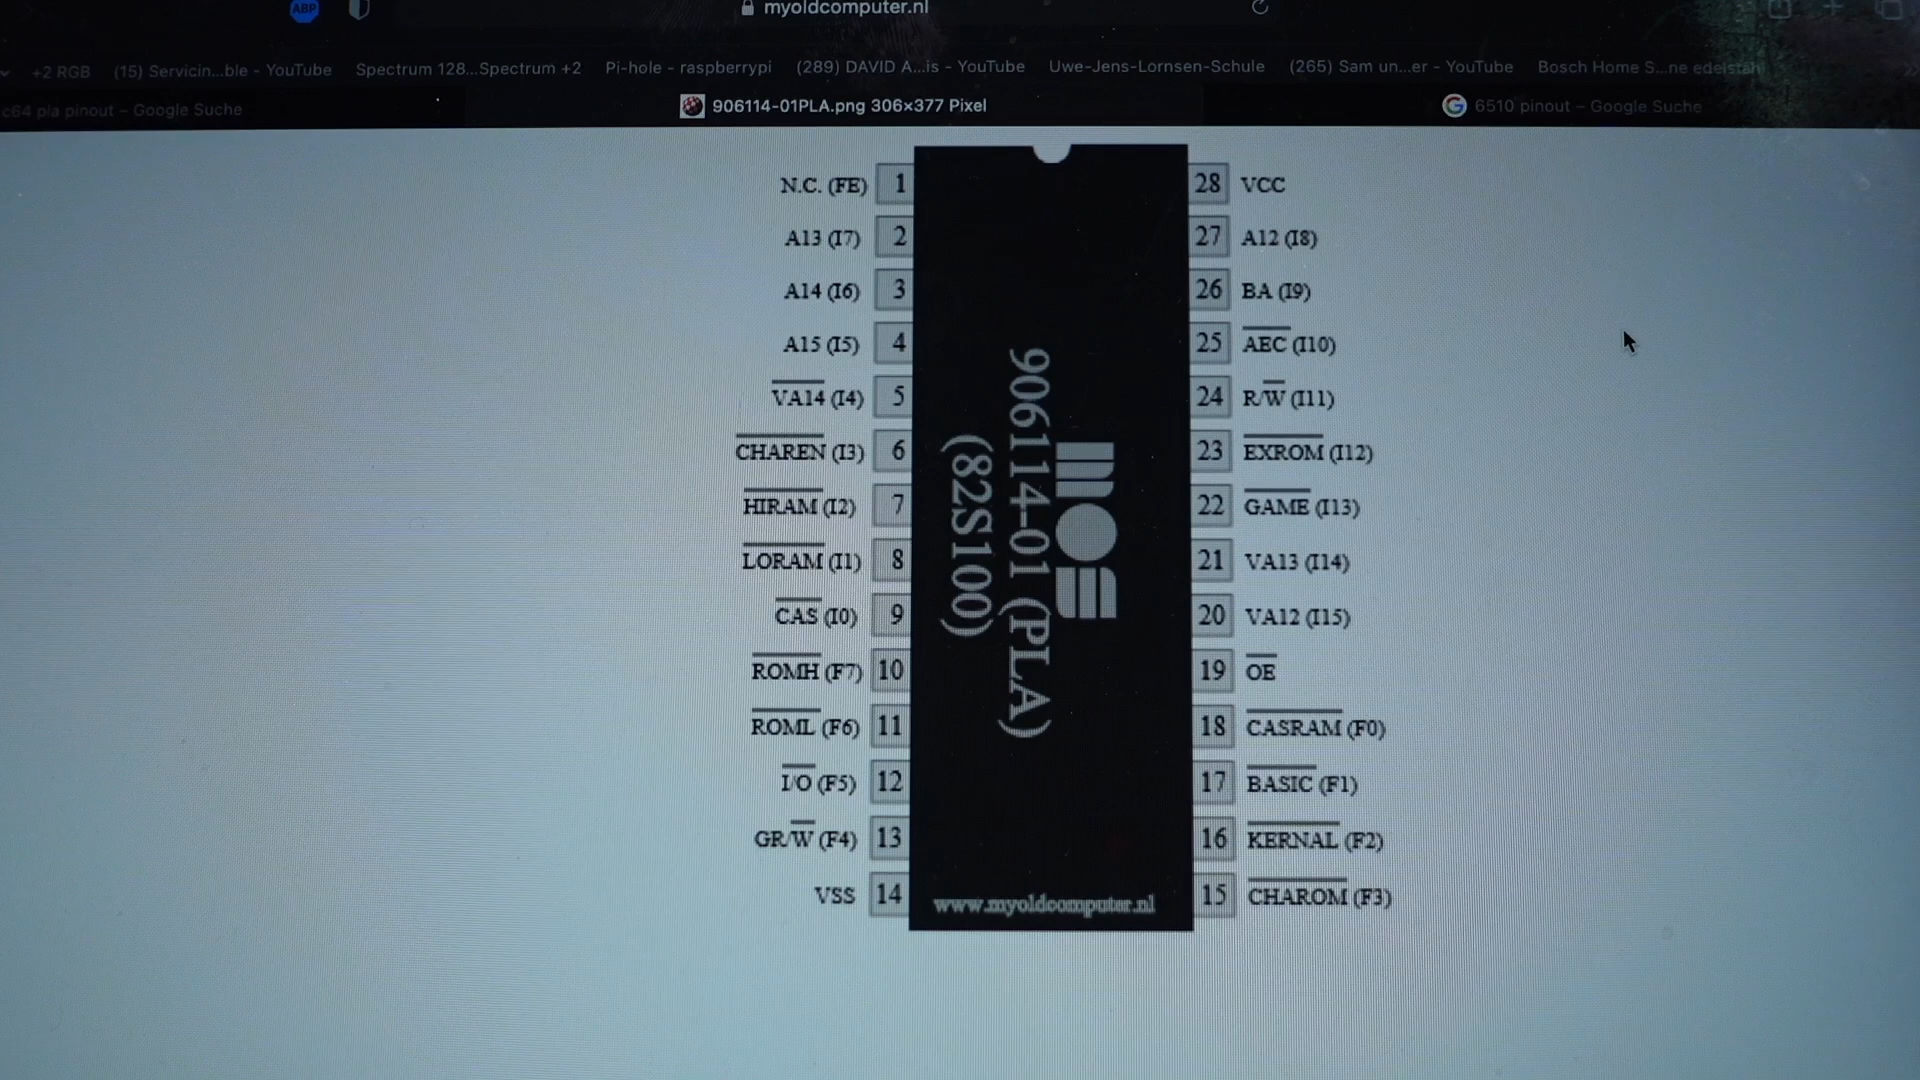 ABP
myoldcomputer.nl
+2 RGB (15) Servicin...ble - YouTube Spectrum 128...Spectrum +2 Pi-hole - raspberrypi (289) DAVID A...is - YouTube Uwe-Jens-Lornsen-Schule (265) Sam un...er - YouTube Bosch Home S...ne edelstah
c64 pla pinout – Google Suche 906114-01PLA.png 306×377 Pixel 6510 pinout – Google Suche
N.C. (FE) 1 28 VCC
A13 (I7) 2 27 A12 (I8)
A14 (I6) 3 26 BA (I9)
A15 (I5) 4 25 AEC (I10)
VA14 (I4) 5 24 R/W (I11)
CHAREN (I3) 6 23 EXROM (I12)
HIRAM (I2) 7 22 GAME (I13)
LORAM (I1) 8 21 VA13 (I14)
CAS (I0) 9 20 VA12 (I15)
ROMH (F7) 10 19 OE
ROML (F6) 11 18 CASRAM (F0)
I/O (F5) 12 17 BASIC (F1)
GR/W (F4) 13 16 KERNAL (F2)
VSS 14 15 CHAROM (F3)
mos
906114-01 (PLA)
(82S100)
www.myoldcomputer.nl